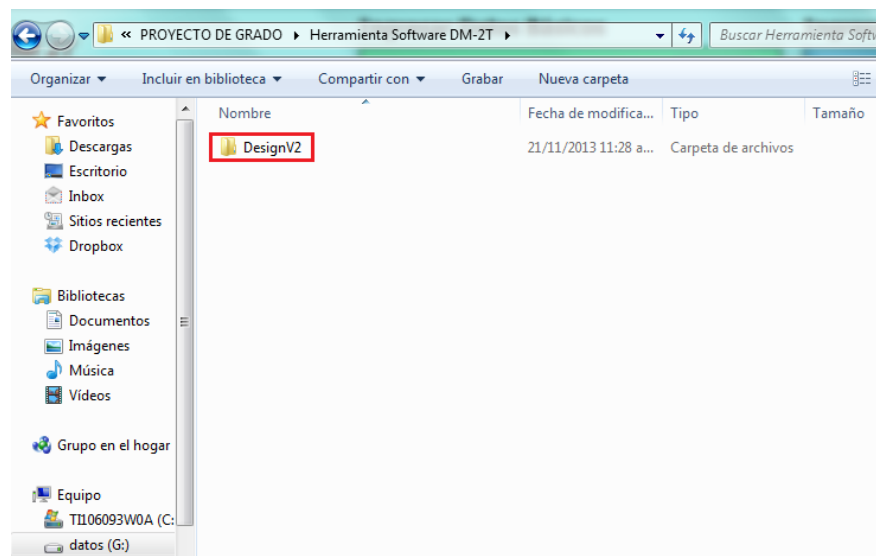 « PROYECTO DE GRADO ▸ Herramienta Software DM-2T ▸
Buscar Herramienta Softw
Organizar ▼ Incluir en biblioteca ▼ Compartir con ▼ Grabar Nueva carpeta
Nombre Fecha de modifica... Tipo Tamaño
DesignV2 21/11/2013 11:28 a... Carpeta de archivos
Favoritos
Descargas
Escritorio
Inbox
Sitios recientes
Dropbox
Bibliotecas
Documentos
Imágenes
Música
Vídeos
Grupo en el hogar
Equipo
TI106093W0A (C:
datos (G:)